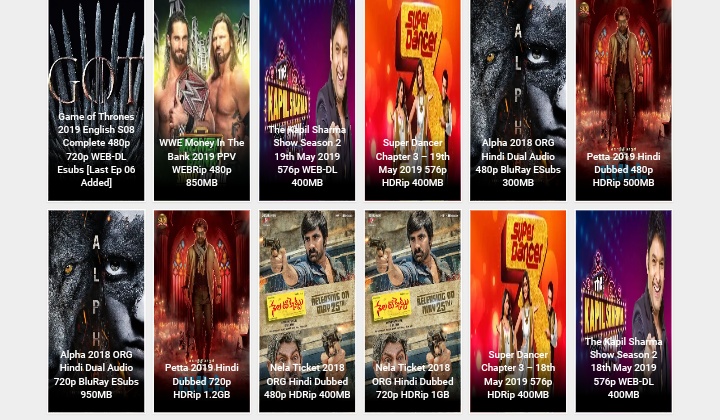 GOT
Game of Thrones
2019 English S08
Complete 480p
720p WEB-DL
Esubs [Last Ep 06
Added]
WWE Money In The
Bank 2019 PPV
WEBRip 480p
850MB
The
KAPIL SHARMA
The Kapil Sharma
Show Season 2
19th May 2019
576p WEB-DL
400MB
SUPER
DANCER
Super Dancer
Chapter 3 – 19th
May 2019 576p
HDRip 400MB
ALPH
Alpha 2018 ORG
Hindi Dual Audio
480p BluRay ESubs
300MB
Petta 2019 Hindi
Dubbed 480p
HDRip 500MB
ALPH
Alpha 2018 ORG
Hindi Dual Audio
720p BluRay ESubs
950MB
Petta 2019 Hindi
Dubbed 720p
HDRip 1.2GB
నేల టిక్కెట్టు
RELEASING ON
MAY 25TH
Nela Ticket 2018
ORG Hindi Dubbed
480p HDRip 400MB
నేల టిక్కెట్టు
RELEASING ON
MAY 25TH
Nela Ticket 2018
ORG Hindi Dubbed
720p HDRip 1GB
SUPER
DANCER
Super Dancer
Chapter 3 – 18th
May 2019 576p
HDRip 400MB
The
KAPIL SHARMA
The Kapil Sharma
Show Season 2
18th May 2019
576p WEB-DL
400MB